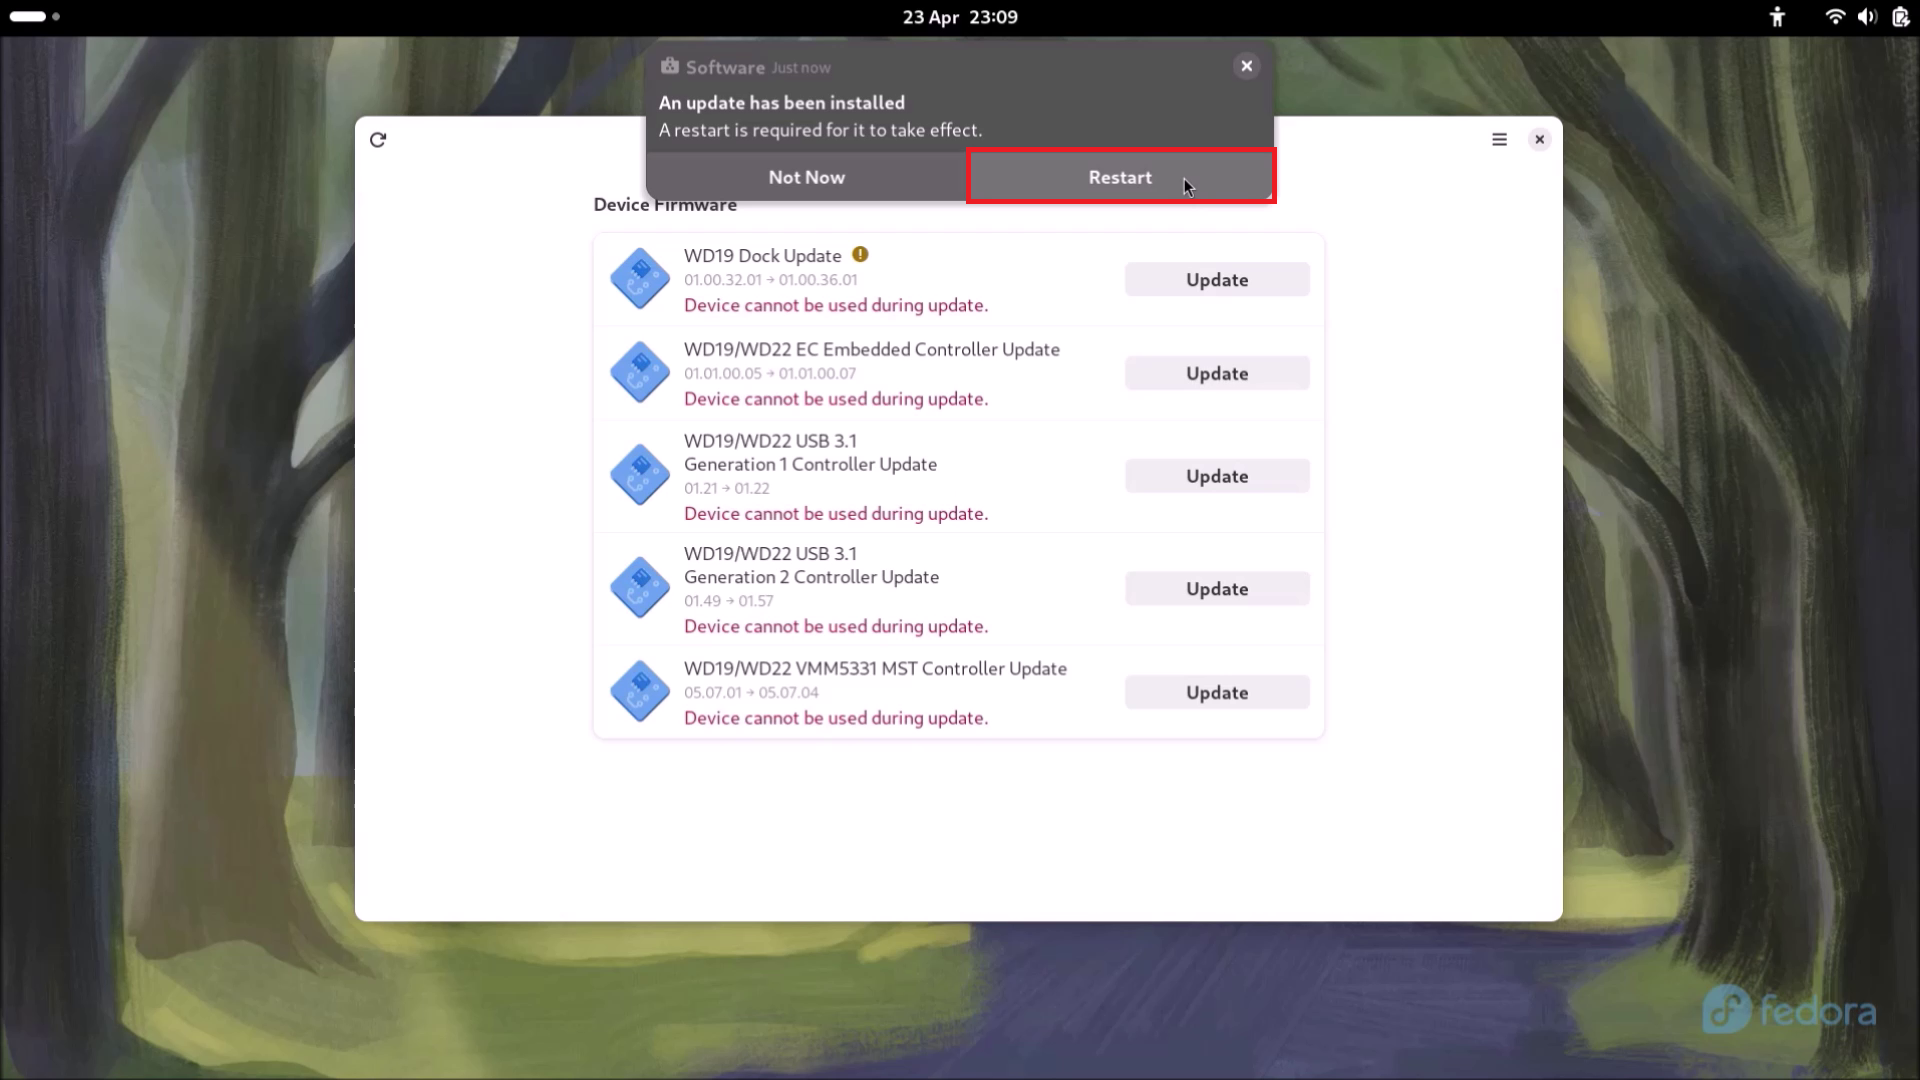 23 Apr 23:09
Software Just now
An update has been installed
A restart is required for it to take effect.
Not Now
Restart
Device Firmware
WD19 Dock Update
01.00.32.01 → 01.00.36.01
Device cannot be used during update.
Update
WD19/WD22 EC Embedded Controller Update
01.01.00.05 → 01.01.00.07
Device cannot be used during update.
Update
WD19/WD22 USB 3.1
Generation 1 Controller Update
01.21 → 01.22
Device cannot be used during update.
Update
WD19/WD22 USB 3.1
Generation 2 Controller Update
01.49 → 01.57
Device cannot be used during update.
Update
WD19/WD22 VMM5331 MST Controller Update
05.07.01 → 05.07.04
Device cannot be used during update.
Update
fedora